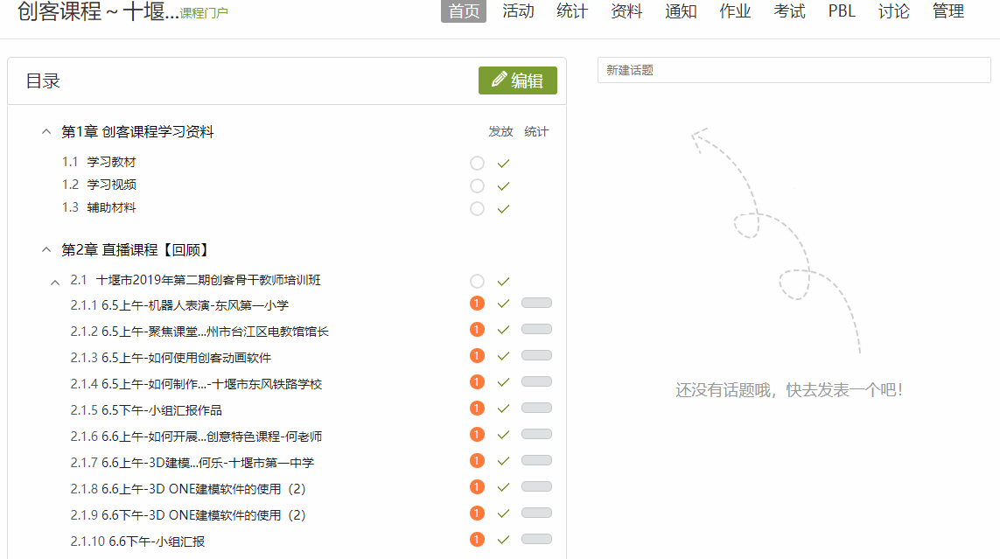 创客课程～十堰...课程门户
首页 活动 统计 资料 通知 作业 考试 PBL 讨论 管理
目录 编辑
第1章 创客课程学习资料 发放 统计
1.1 学习教材
1.2 学习视频
1.3 辅助材料
第2章 直播课程【回顾】
2.1 十堰市2019年第二期创客骨干教师培训班
2.1.1 6.5上午-机器人表演-东风第一小学 1
2.1.2 6.5上午-聚焦课堂...州市台江区电教馆馆长 1
2.1.3 6.5上午-如何使用创客动画软件 1
2.1.4 6.5上午-如何制作...-十堰市东风铁路学校 1
2.1.5 6.5下午-小组汇报作品 1
2.1.6 6.6上午-如何开展...创意特色课程-何老师 1
2.1.7 6.6上午-3D建模...何乐-十堰市第一中学 1
2.1.8 6.6上午-3D ONE建模软件的使用（2） 1
2.1.9 6.6下午-3D ONE建模软件的使用（2） 1
2.1.10 6.6下午-小组汇报 1
新建话题
还没有话题哦，快去发表一个吧！